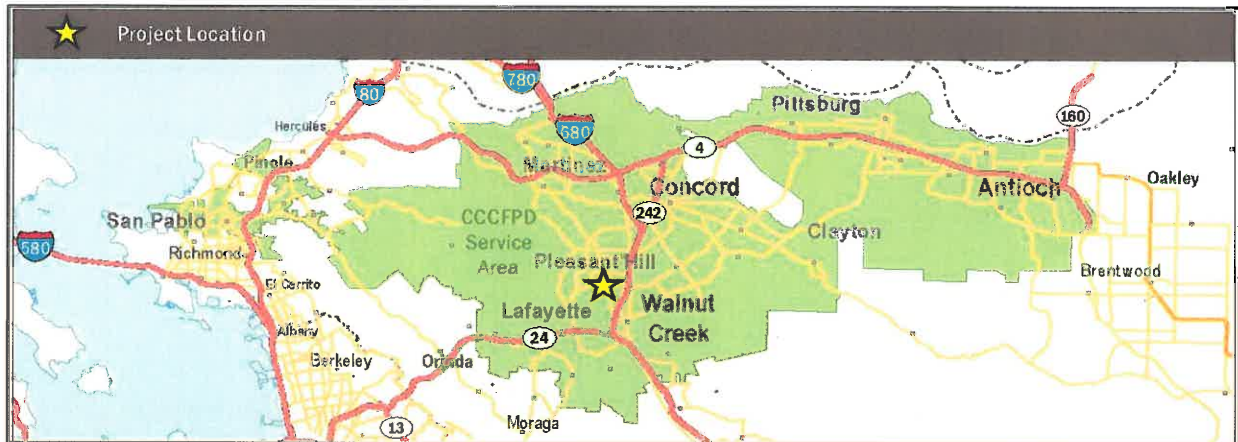 Project Location
80
780
Pittsburg
160
Hercules
680
4
Pinole
Martinez
Concord
Antioch
Oakley
San Pablo
CCCFPD
Service
Area
242
Clayton
580
Richmond
Pleasant Hill
Brentwood
El Cerrito
Lafayette
Walnut
Creek
Albany
24
Berkeley
Orinda
Moraga
13